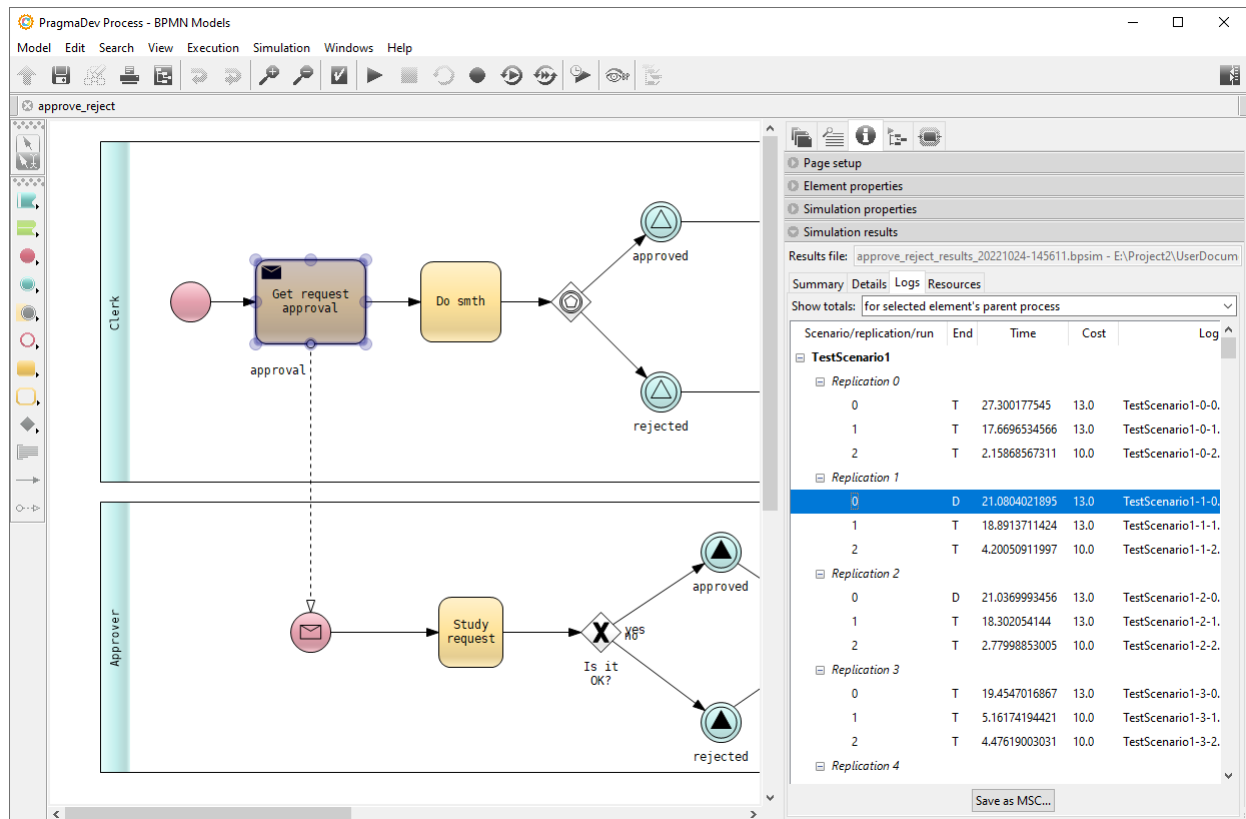 PragmaDev Process - BPMN Models
Model Edit Search View Execution Simulation Windows Help
approve_reject
Clerk
Get request
approval
approval
Do smth
approved
rejected
Approver
Study
request
yes
no
Is it
OK?
approved
rejected
Page setup
Element properties
Simulation properties
Simulation results
Results file: approve_reject_results_20221024-145611.bpsim - E:\Project2\UserDocum
Summary Details Logs Resources
Show totals: for selected element's parent process
Scenario/replication/run End Time Cost Log
TestScenario1
Replication 0
0 T 27.300177545 13.0 TestScenario1-0-0.
1 T 17.6696534566 13.0 TestScenario1-0-1.
2 T 2.15868567311 10.0 TestScenario1-0-2.
Replication 1
0 D 21.0804021895 13.0 TestScenario1-1-0.
1 T 18.8913711424 13.0 TestScenario1-1-1.
2 T 4.20050911997 10.0 TestScenario1-1-2.
Replication 2
0 D 21.0369993456 13.0 TestScenario1-2-0.
1 T 18.302054144 13.0 TestScenario1-2-1.
2 T 2.77998853005 10.0 TestScenario1-2-2.
Replication 3
0 T 19.4547016867 13.0 TestScenario1-3-0.
1 T 5.16174194421 10.0 TestScenario1-3-1.
2 T 4.47619003031 10.0 TestScenario1-3-2.
Replication 4
Save as MSC...